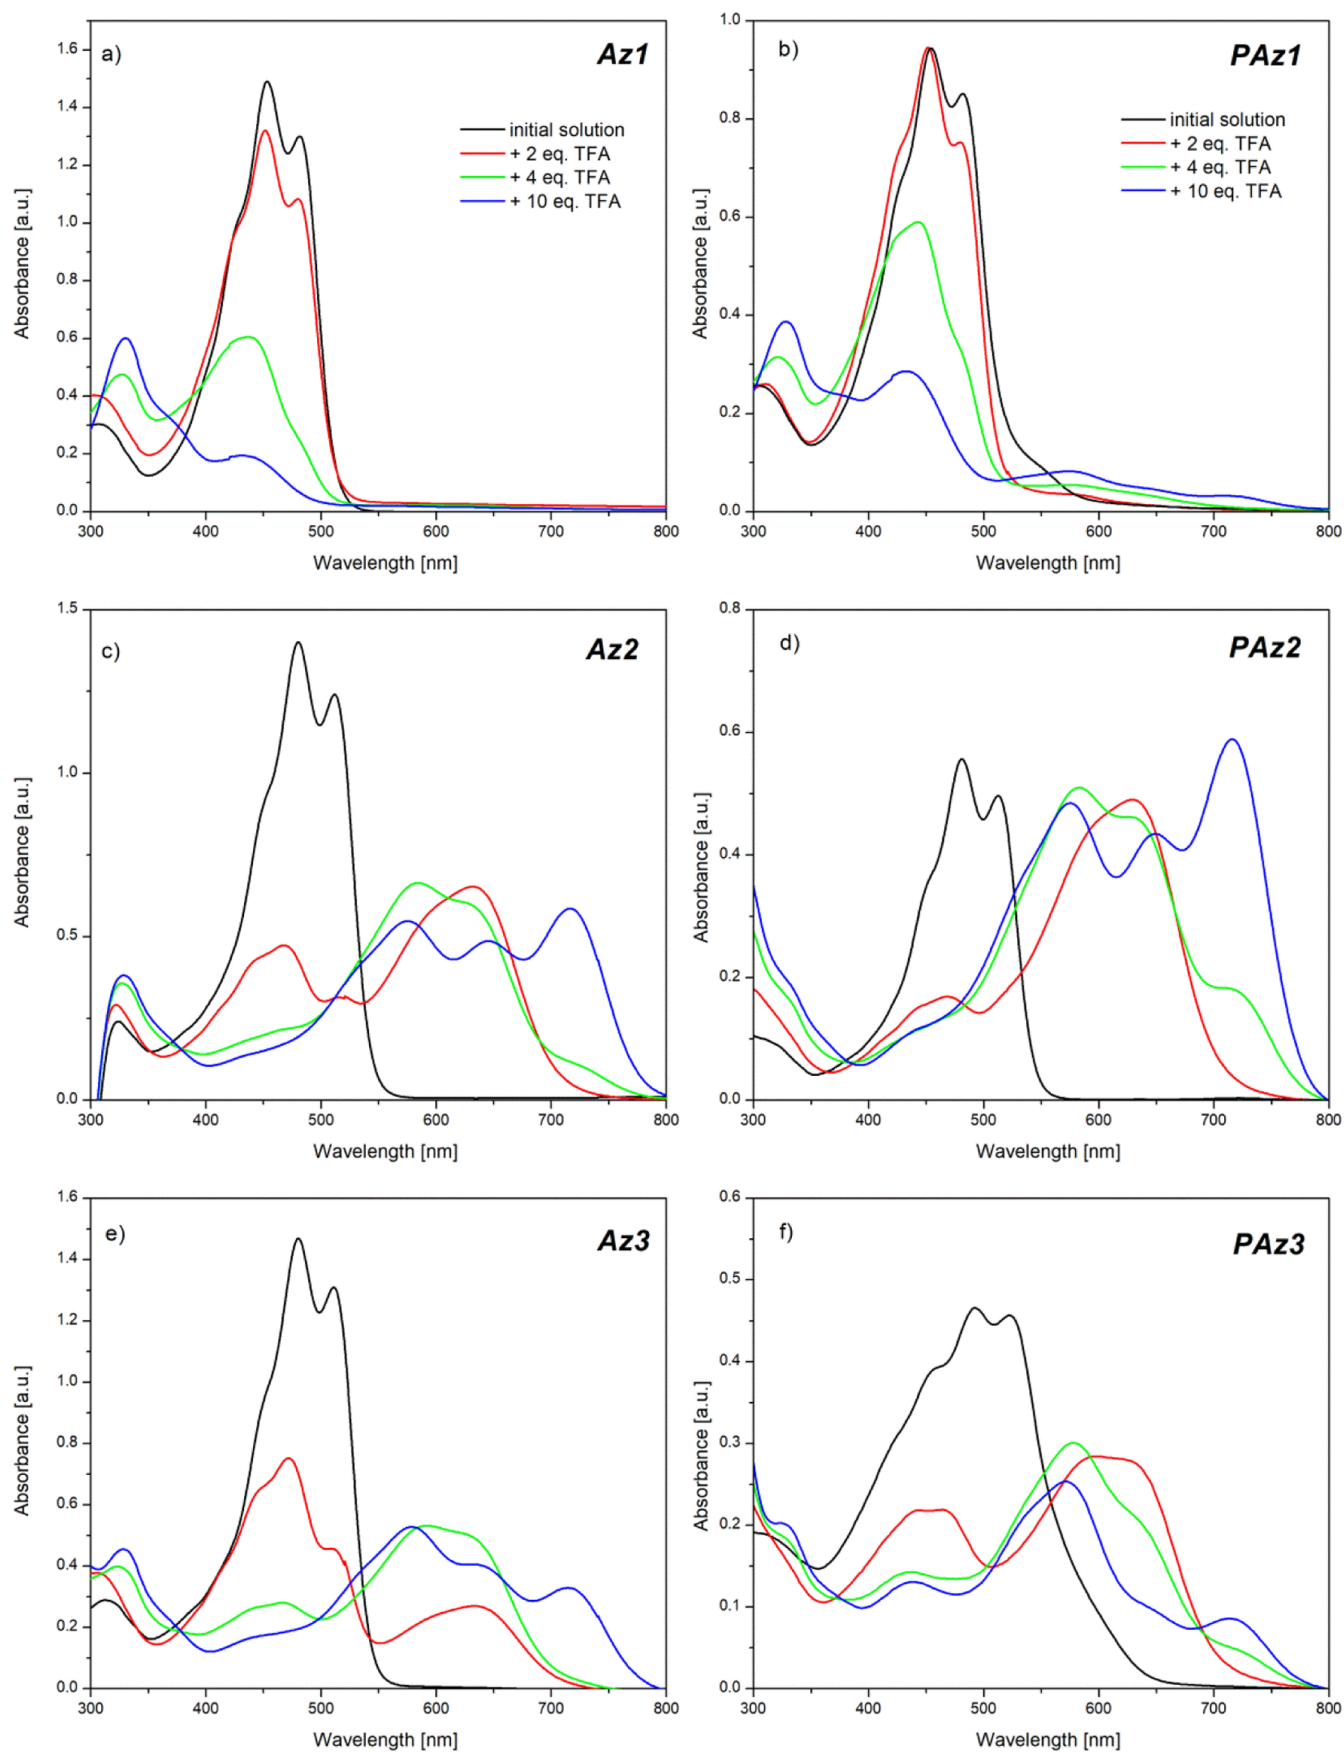 a)
Az1
initial solution
+ 2 eq. TFA
+ 4 eq. TFA
+ 10 eq. TFA
1.6
1.4
1.2
1.0
0.8
0.6
0.4
0.2
0.0
300 400 500 600 700 800
Absorbance [a.u.]
Wavelength [nm]
b)
PAz1
initial solution
+ 2 eq. TFA
+ 4 eq. TFA
+ 10 eq. TFA
1.0
0.8
0.6
0.4
0.2
0.0
300 400 500 600 700 800
Absorbance [a.u.]
Wavelength [nm]
c)
Az2
1.5
1.0
0.5
0.0
300 400 500 600 700 800
Absorbance [a.u.]
Wavelength [nm]
d)
PAz2
0.8
0.6
0.4
0.2
0.0
300 400 500 600 700 800
Absorbance [a.u.]
Wavelength [nm]
e)
Az3
1.6
1.4
1.2
1.0
0.8
0.6
0.4
0.2
0.0
300 400 500 600 700 800
Absorbance [a.u.]
Wavelength [nm]
f)
PAz3
0.6
0.5
0.4
0.3
0.2
0.1
0.0
300 400 500 600 700 800
Absorbance [a.u.]
Wavelength [nm]